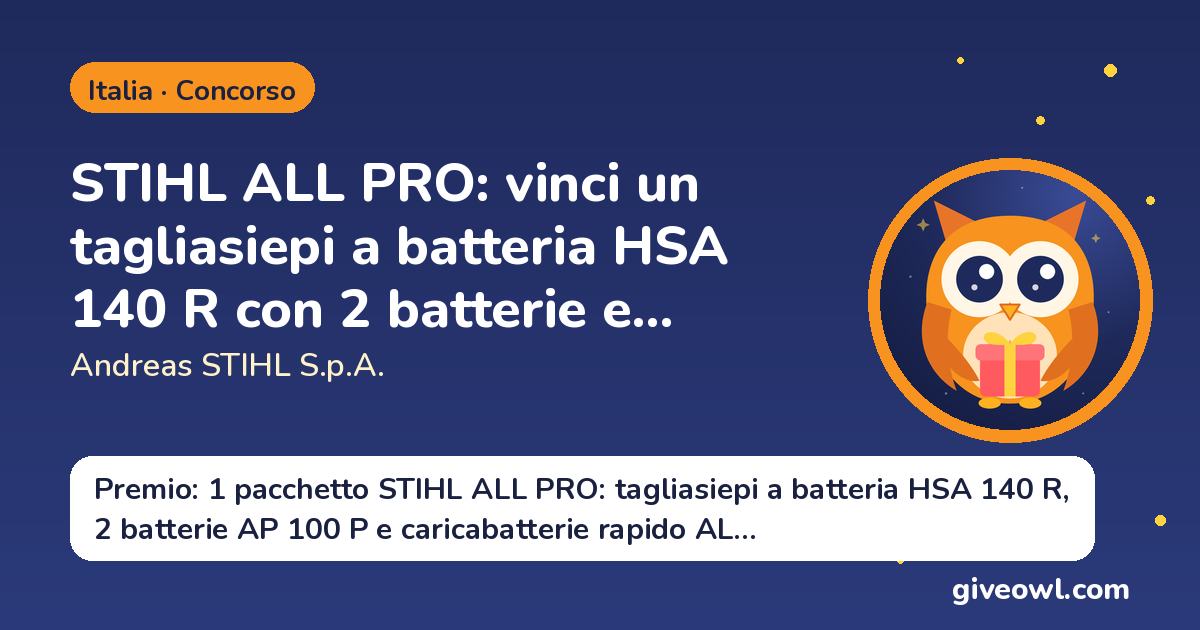 Italia · Concorso
STIHL ALL PRO: vinci un
tagliasiepi a batteria HSA
140 R con 2 batterie e...
Andreas STIHL S.p.A.
Premio: 1 pacchetto STIHL ALL PRO: tagliasiepi a batteria HSA 140 R,
2 batterie AP 100 P e caricabatterie rapido AL...
giveowl.com